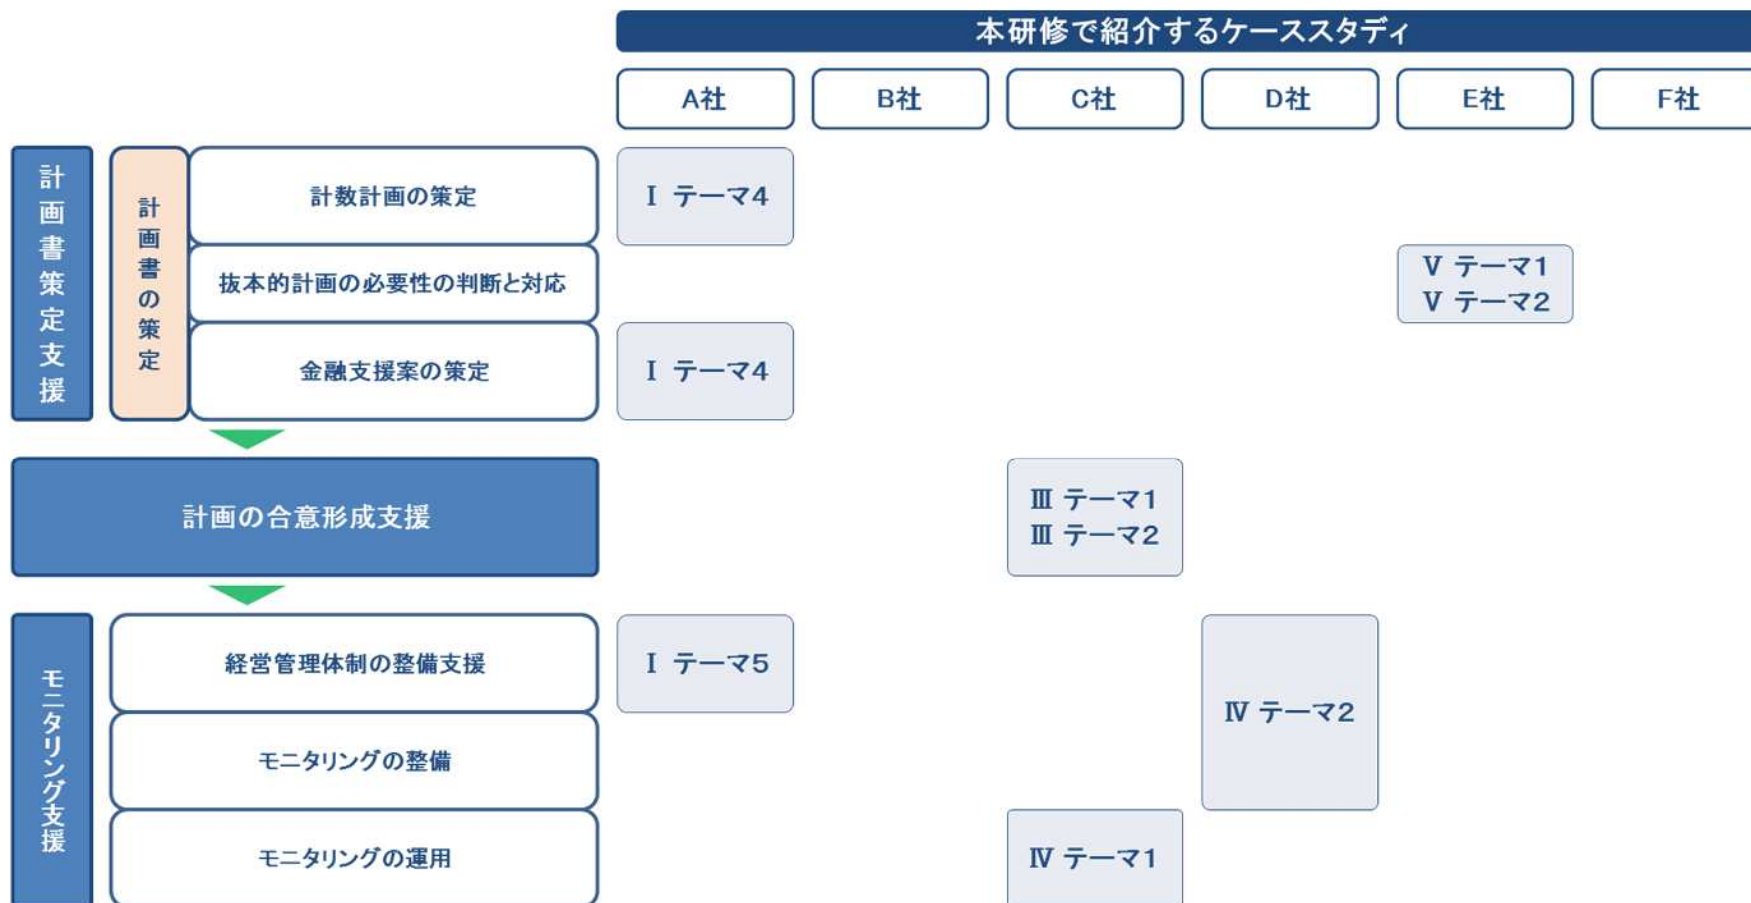 本研修で紹介するケーススタディ
A社
B社
C社
D社
E社
F社
計画書策定支援
計画書の策定
計数計画の策定
Ⅰ テーマ4
抜本的計画の必要性の判断と対応
Ⅴ テーマ1
Ⅴ テーマ2
金融支援案の策定
Ⅰ テーマ4
計画の合意形成支援
Ⅲ テーマ1
Ⅲ テーマ2
モニタリング支援
経営管理体制の整備支援
Ⅰ テーマ5
Ⅳ テーマ2
モニタリングの整備
モニタリングの運用
Ⅳ テーマ1